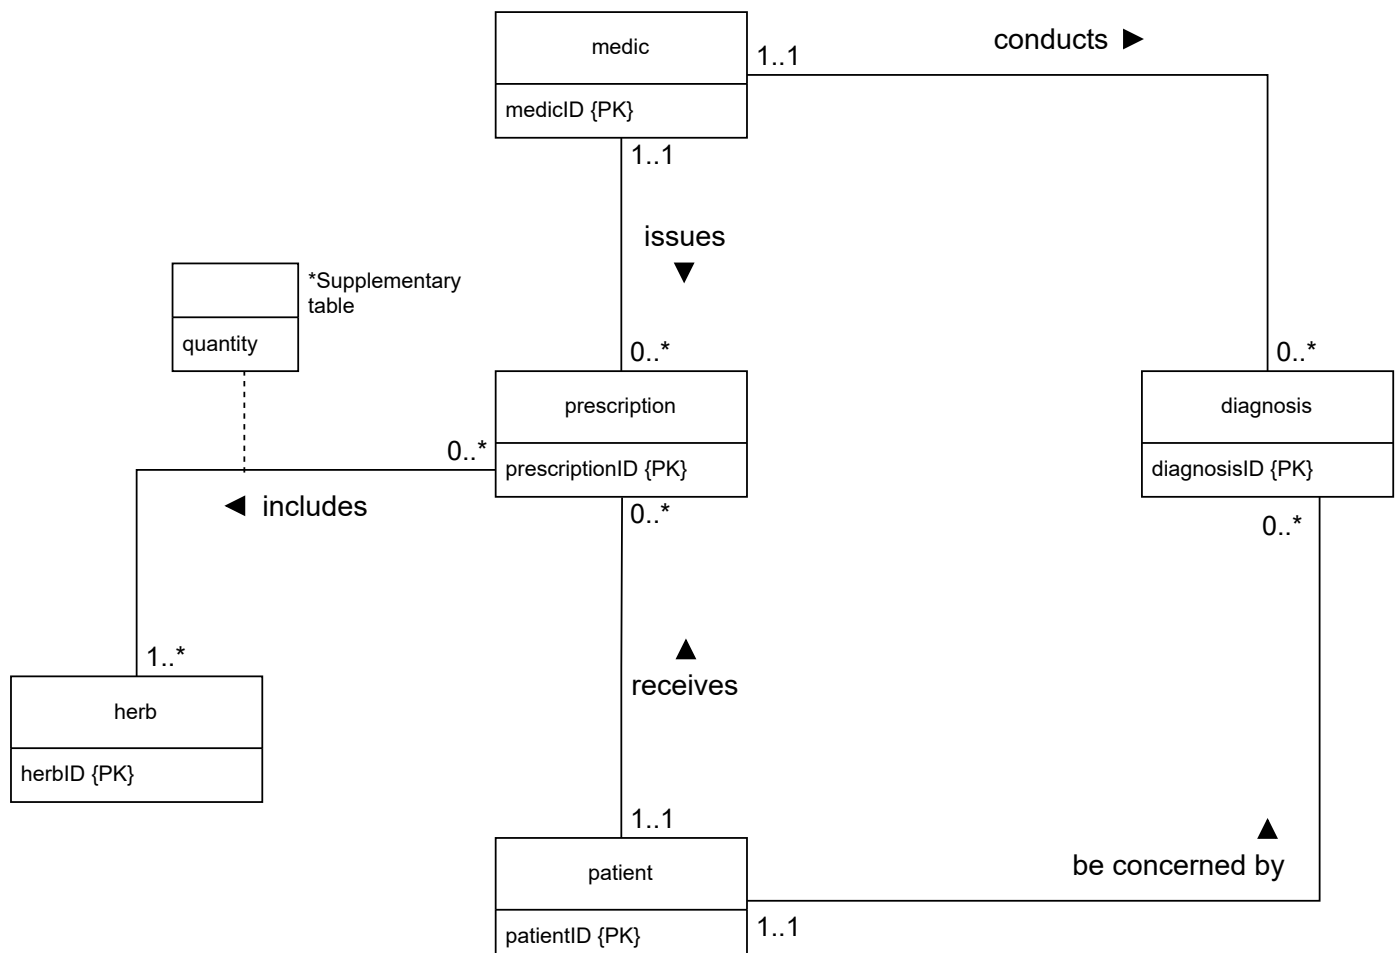 medic
medicID {PK}
1..1
conducts ►
1..1
issues
▼
*Supplementary
table
quantity
0..*
0..*
prescription
prescriptionID {PK}
diagnosis
diagnosisID {PK}
0..*
◄ includes
0..*
0..*
1..*
herb
herbID {PK}
▲
receives
1..1
patient
patientID {PK}
▲
be concerned by
1..1